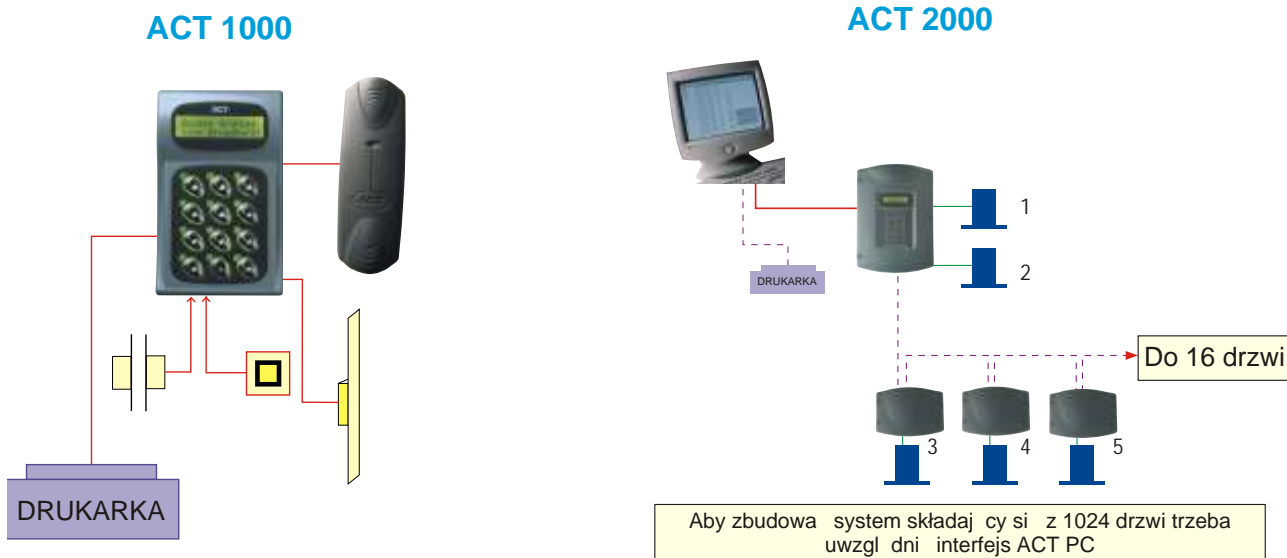 ACT 1000
ACT 2000
ACT
DRUKARKA
DRUKARKA
1
2
Do 16 drzwi
3
4
5
Aby zbudowa system składaj cy si z 1024 drzwi trzeba
uwzgl dni interfejs ACT PC